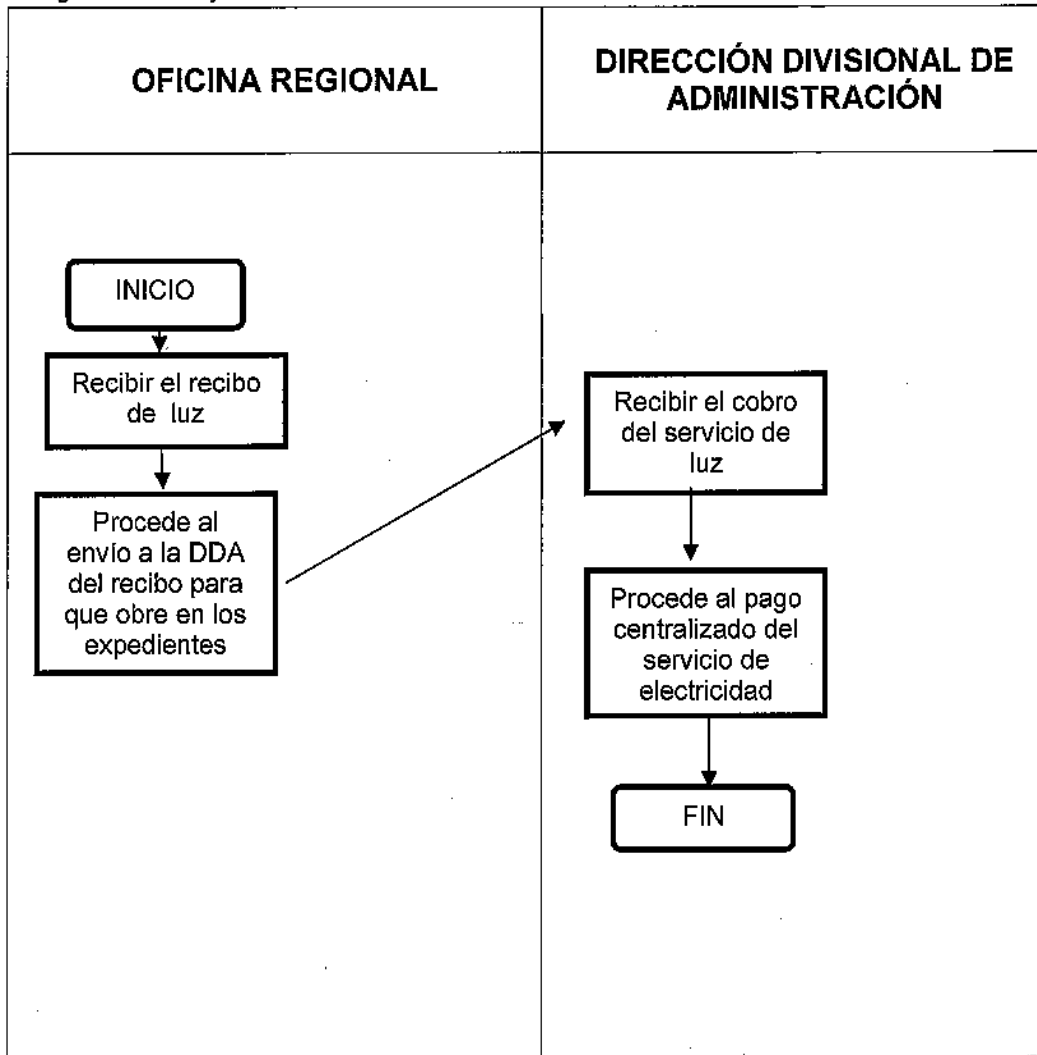 OFICINA REGIONAL
DIRECCIÓN DIVISIONAL DE
ADMINISTRACIÓN
INICIO
Recibir el recibo
de luz
Procede al
envío a la DDA
del recibo para
que obre en los
expedientes
Recibir el cobro
del servicio de
luz
Procede al pago
centralizado del
servicio de
electricidad
FIN